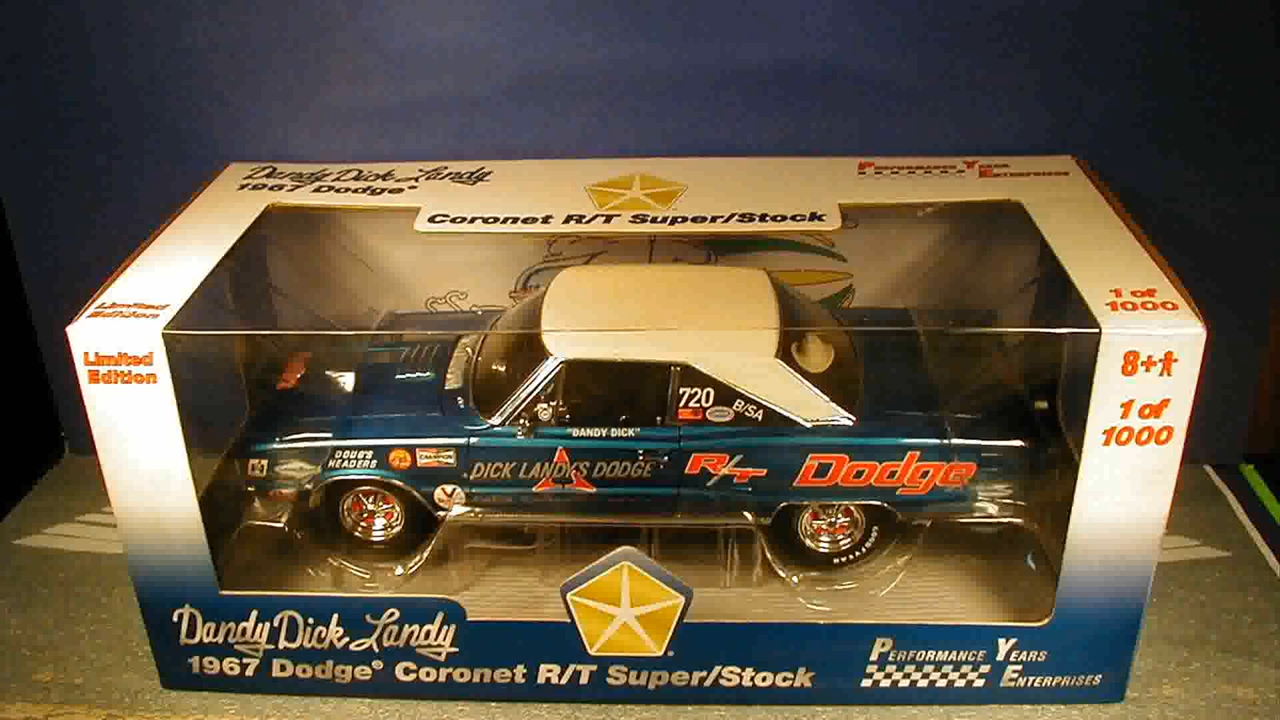 Dandy Dick Landy
1967 Dodge®
Coronet R/T Super/Stock
PERFORMANCE YEARS
ENTERPRISES
Limited
Edition
1 of
1000
Limited
Edition
8+
1 of
1000
720
B/SA
"DANDY DICK"
DOUG'S
HEADERS
CHAMPION
DICK LANDY'S DODGE
R/T
Dodge
GOODYEAR
Dandy Dick Landy
1967 Dodge® Coronet R/T Super/Stock
PERFORMANCE YEARS
ENTERPRISES